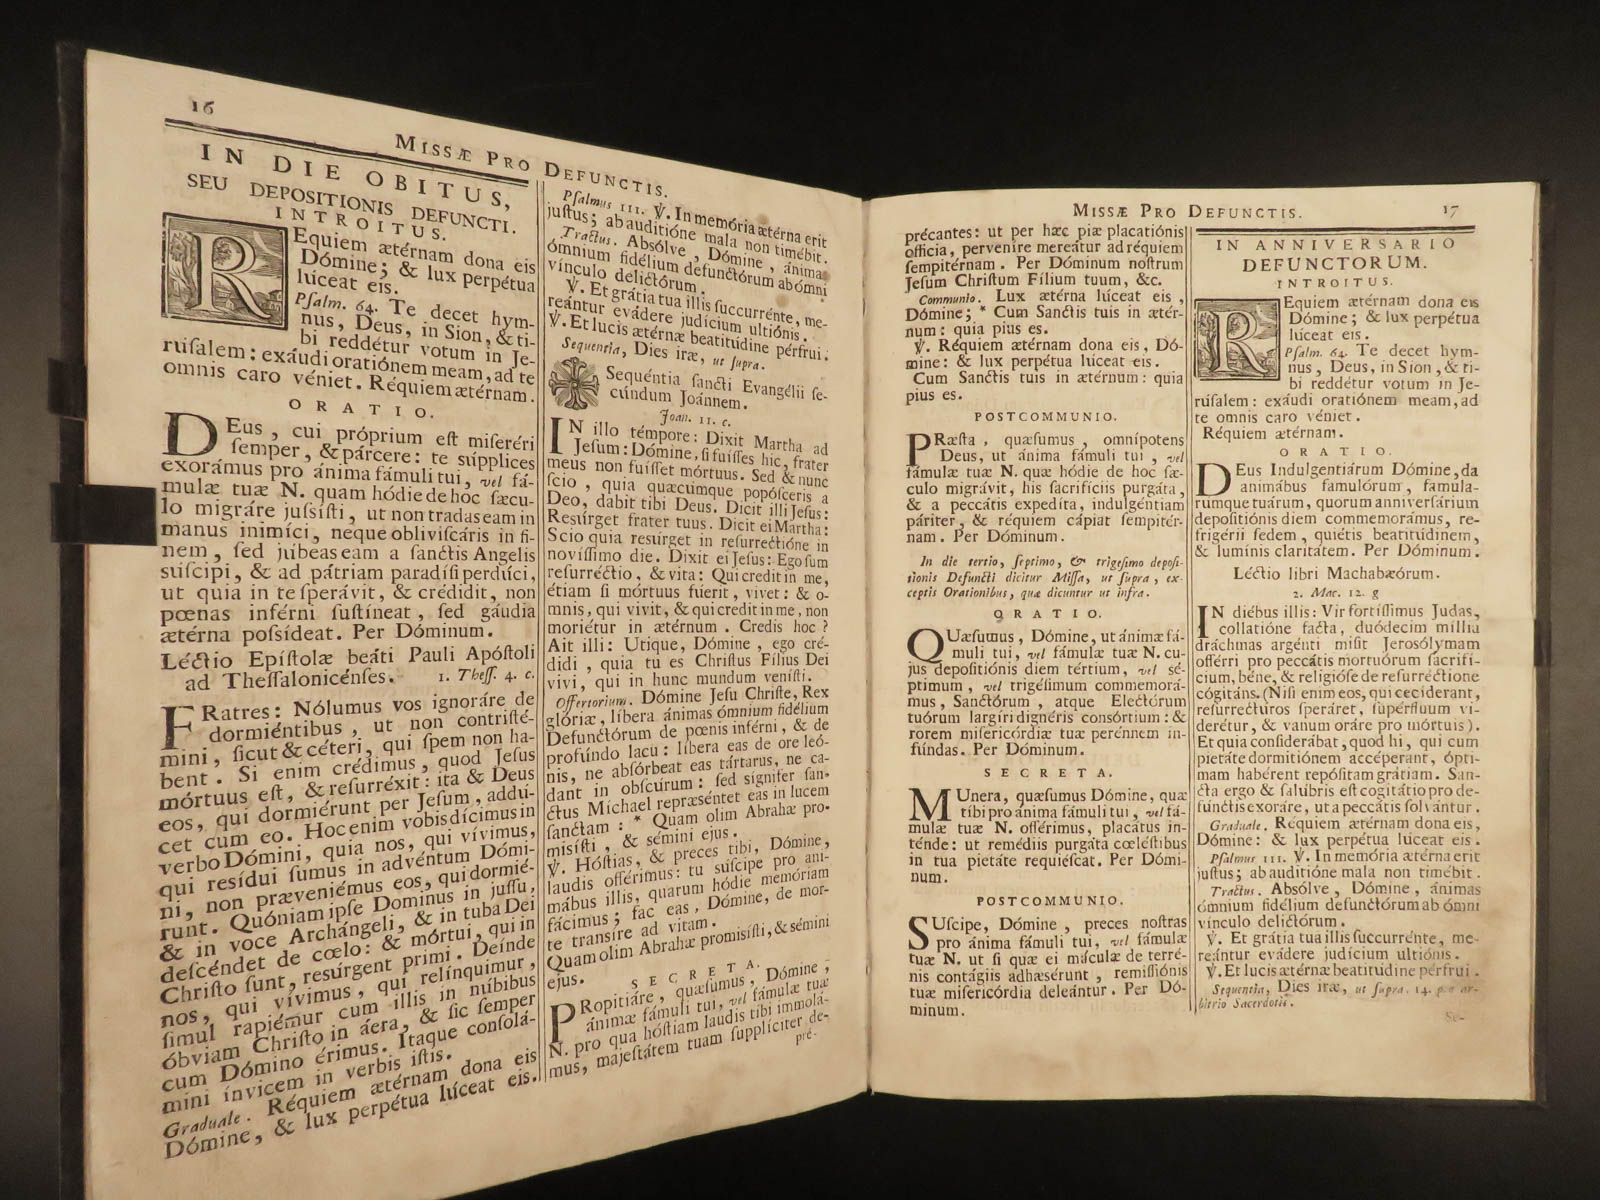 16
MISSÆ PRO DEFUNCTIS.
IN DIE OBITUS,
SEU DEPOSITIONIS DEFUNCTI.
INTROITUS.
REquiem ætérnam dona eis
Dómine; & lux perpétua
lúceat eis.
Psalm. 64. Te decet hym-
nus, Deus, in Sion, & ti-
bi reddétur votum in Je-
rúſalem: exáudi oratiónem meam, ad te
omnis caro véniet. Réquiem ætérnam.
ORATIO.
DEus, cui próprium eſt miſeréri
ſemper, & párcere: te súpplices
exorámus pro ánima fámuli tui, vel fá-
mulæ tuæ N. quam hódie de hoc ſæcu-
lo migráre juſsíſti, ut non tradas eam in
manus inimíci, neque obliviſcáris in fi-
nem, ſed júbeas eam a ſanctis Angelis
suſcipi, & ad pátriam paradíſi perdúci,
ut quia in te ſperávit, & crédidit, non
pœnas inférni ſuſtíneat, ſed gáudia
ætérna poſsídeat. Per Dóminum.
Léctio Epíſtolæ beáti Pauli Apóſtoli
ad Theſſalonicénſes. 1. Theſſ. 4. c.
FRatres: Nólumus vos ignoráre de
dormiéntibus, ut non contriſté-
mini, ſicut & céteri, qui ſpem non ha-
bent. Si enim crédimus, quod Jeſus
mórtuus eſt, & reſurréxit: ita & Deus
eos, qui dormiérunt per Jeſum, addú-
cet cum eo. Hoc enim vobis dícimus in
verbo Dómini, quia nos, qui vívimus,
qui resídui ſumus in advéntum Dómi-
ni, non præveniémus eos, qui dormié-
runt. Quóniam ipſe Dominus in juſſu,
& in voce Archángeli, & in tuba Dei
deſcéndet de cœlo: & mórtui, qui in
Chriſto ſunt, resúrgent primi. Deínde
nos, qui vívimus, qui relínquimur,
ſimul rapiémur cum illis in núbibus
óbviam Chriſto in áera, & ſic ſemper
cum Dómino érimus. Itaque conſolá-
mini ínvicem in verbis iſtis.
Graduale. Réquiem ætérnam dona eis
Dómine, & lux perpétua lúceat eis.
Pſalmus 111. ℣. In memória ætérna erit
juſtus; ab auditióne mala non timébit.
Tractus. Absólve, Dómine, ánimas
ómnium fidélium defunctórum ab ómni
vínculo delictórum.
℣. Et grátia tua illis ſuccurrénte, me-
reántur evádere judícium ultiónis.
℣. Et lucis ætérnæ beatitudine pérfrui.
Sequentia, Dies iræ, ut ſupra.
Sequéntia ſancti Evangélii ſe-
cúndum Joánnem.
Joan. 11. c.
IN illo témpore: Dixit Martha ad
Jeſum: Dómine, ſi fuíſſes hic, frater
meus non fuíſſet mórtuus. Sed & nunc
ſcio, quia quæcumque popóſceris a
Deo, dabit tibi Deus. Dicit illi Jeſus:
Resúrget frater tuus. Dicit ei Martha:
Scio quia resúrget in reſurrectióne in
novíſſimo die. Dixit ei Jeſus: Ego ſum
reſurréctio, & vita: Qui credit in me,
étiam ſi mórtuus fúerit, vivet: & o-
mnis, qui vivit, & qui credit in me, non
moriétur in ætérnum. Credis hoc?
Ait illi: Utique, Dómine, ego cré-
didi, quia tu es Chriſtus Fílius Dei
vivi, qui in hunc mundum veníſti.
Offertorium. Dómine Jeſu Chriſte, Rex
glóriæ, líbera ánimas ómnium fidélium
Defunctórum de pœnis inférni, & de
profúndo lacu: líbera eas de ore leó-
nis, ne abſórbeat eas tártarus, ne ca-
dant in obſcúrum: ſed sígnifer ſan-
ctus Míchael repræſéntet eas in lucem
ſanctam: * Quam olim Abrahæ pro-
misíſti, & sémini ejus.
℣. Hóſtias, & preces tibi, Dómine,
laudis offérimus: tu súſcipe pro ani-
mábus illis, quarum hódie memóriam
fácimus; fac eas, Dómine, de mor-
te transíre ad vitam.
Quam olim Abrahæ promisíſti, & sémini
ejus.
SECRETA.
PRopitiáre, quæſumus, Dómine,
ánimæ fámuli tui, vel fámulæ tuæ
N. pro qua hóſtiam laudis tibi immolá-
mus, majeſtátem tuam supplíciter de-
pré-
MISSÆ PRO DEFUNCTIS.
17
précantes: ut per hæc piæ placatiónis
officia, perveníre mereátur ad réquiem
ſempitérnam. Per Dóminum noſtrum
Jeſum Chriſtum Fílium tuum, &c.
Communio. Lux ætérna lúceat eis,
Dómine; * Cum Sanctis tuis in ætér-
num: quia pius es.
℣. Réquiem ætérnam dona eis, Dó-
mine: & lux perpétua lúceat eis.
Cum Sanctis tuis in ætérnum: quia
pius es.
POSTCOMMUNIO.
PRæſta, quæſumus, omnípotens
Deus, ut ánima fámuli tui, vel
fámulæ tuæ N. quæ hódie de hoc ſæ-
culo migrávit, his ſacrifíciis purgáta,
& a peccátis expedíta, indulgéntiam
páriter, & réquiem cápiat ſempitér-
nam. Per Dóminum.
In die tertio, ſeptimo, & trigeſimo depoſi-
tionis Defuncti dicitur Miſſa, ut ſupra, ex-
ceptis Orationibus, quæ dicuntur ut infra.
ORATIO.
QUæſumus, Dómine, ut ánimæ fá-
muli tui, vel fámulæ tuæ N. cu-
jus depoſitiónis diem tértium, vel sé-
ptimum, vel trigéſimum commemorá-
mus, Sanctórum, atque Electórum
tuórum largíri dignéris conſórtium: &
rorem miſericórdiæ tuæ perénnem in-
fúndas. Per Dóminum.
SECRETA.
MUnera, quæſumus Dómine, quæ
tibi pro ánima fámuli tui, vel fá-
mulæ tuæ N. offérimus, placátus in-
ténde: ut remédiis purgáta cœléſtibus
in tua pietáte requiéſcat. Per Dómi-
num.
POSTCOMMUNIO.
SUſcipe, Dómine, preces noſtras
pro ánima fámuli tui, vel fámulæ
tuæ N. ut ſi quæ ei máculæ de terré-
nis contágiis adhæsérunt, remiſſiónis
tuæ miſericórdia deleántur. Per Dó-
minum.
IN ANNIVERSARIO
DEFUNCTORUM.
INTROITUS.
REquiem ætérnam dona eis
Dómine; & lux perpétua
lúceat eis.
Pſalm. 64. Te decet hym-
nus, Deus, in Sion, & ti-
bi reddétur votum in Je-
rúſalem: exáudi oratiónem meam, ad
te omnis caro véniet.
Réquiem ætérnam.
ORATIO.
DEus Indulgentiárum Dómine, da
animábus famulórum, famula-
rumque tuárum, quorum anniverſárium
depoſitiónis diem commemorámus, re-
frigérii ſedem, quiétis beatitúdinem,
& lúminis claritátem. Per Dóminum.
Léctio libri Machabæórum.
2. Mac. 12. g
IN diébus illis: Vir fortíſſimus Judas,
collatióne facta, duódecim míllia
dráchmas argénti miſit Jeroſólymam
offérri pro peccátis mortuórum ſacrifí-
cium, bene, & religióſe de reſurrectióne
cógitans. (Niſi enim eos, qui cecíderant,
reſurrectúros ſperáret, ſupérfluum vi-
derétur, & vanum oráre pro mórtuis).
Et quia conſiderábat, quod hi, qui cum
pietáte dormitiónem accéperant, ópti-
mam habérent repóſitam grátiam. San-
cta ergo & ſalúbris eſt cogitátio pro de-
fúnctis exoráre, ut a peccátis ſolvántur.
Graduale. Réquiem ætérnam dona eis,
Dómine: & lux perpétua lúceat eis.
Pſalmus 111. ℣. In memória ætérna erit
juſtus; ab auditióne mala non timébit.
Tractus. Absólve, Dómine, ánimas
ómnium fidélium defunctórum ab ómni
vínculo delictórum.
℣. Et grátia tua illis ſuccurrénte, me-
reántur evádere judícium ultiónis.
℣. Et lucis ætérnæ beatitúdine pérfrui.
Sequentia, Dies iræ, ut ſupra. 14. pro ar-
bitrio Sacerdotis.
Se-